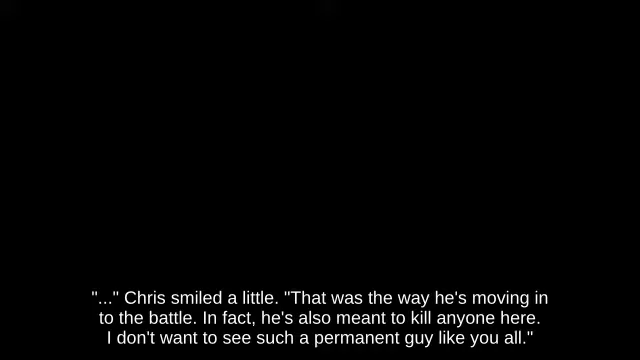 "..." Chris smiled a little. "That was the way he's moving in
to the battle. In fact, he's also meant to kill anyone here.
I don't want to see such a permanent guy like you all."